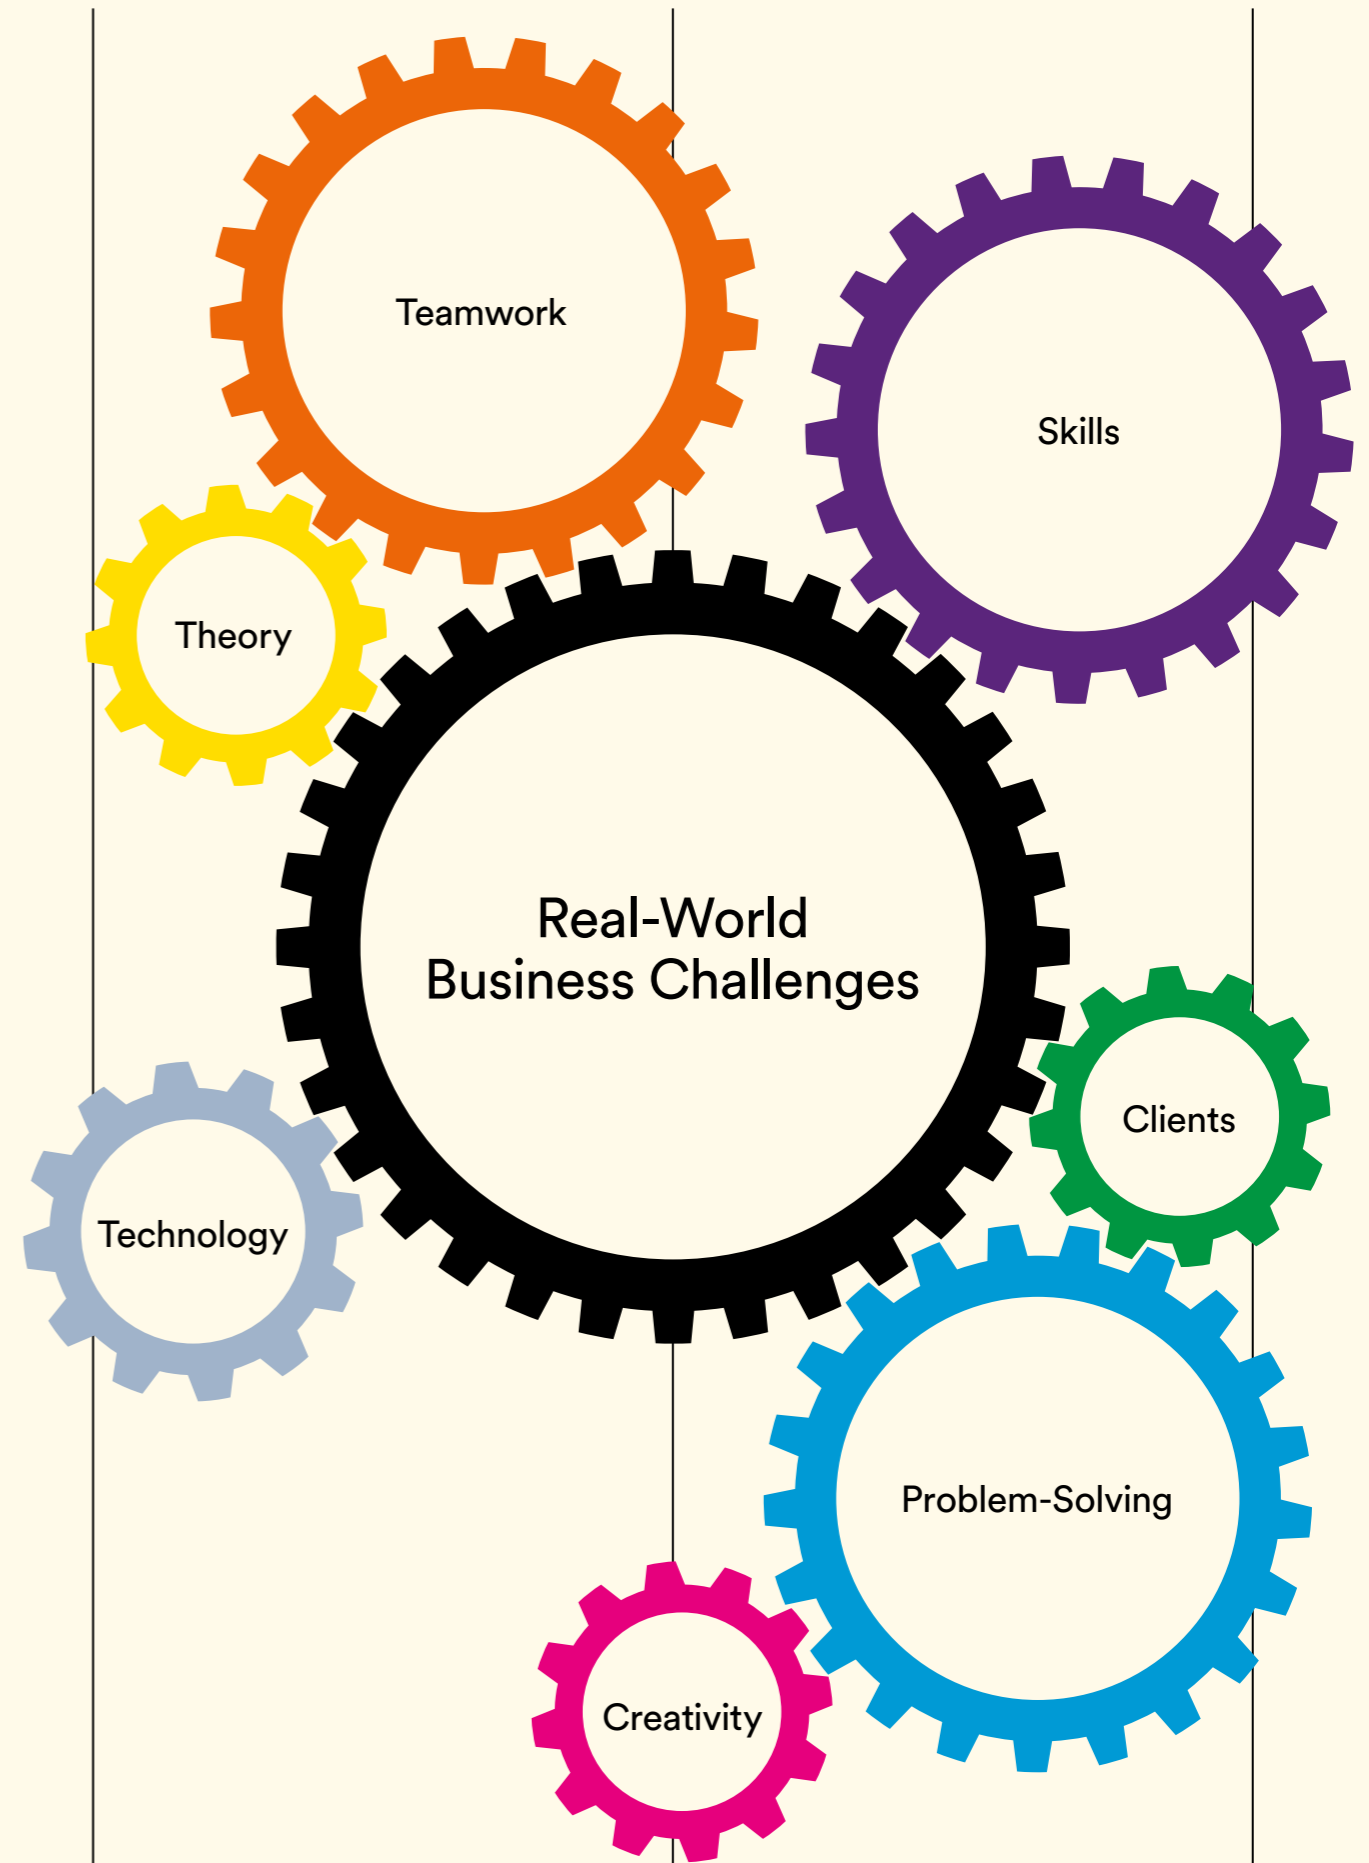 Teamwork
Skills
Theory
Real-World
Business Challenges
Clients
Technology
Problem-Solving
Creativity